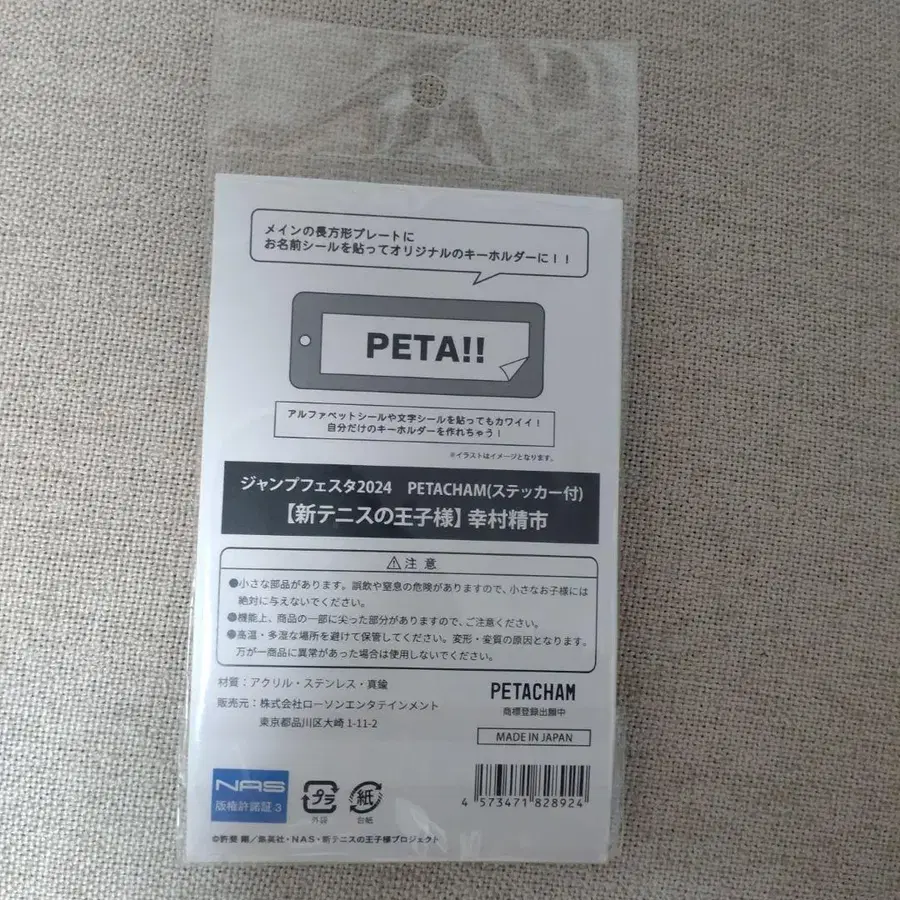 メインの長方形プレートに
お名前シールを貼ってオリジナルのキーホルダーに！！
PETA!!
アルファベットシールや文字シールを貼ってもカワイイ！
自分だけのキーホルダーを作れちゃう！
※イラストはイメージとなります。
ジャンプフェスタ2024 PETACHAM(ステッカー付)
【新テニスの王子様】幸村精市
⚠注意
●小さな部品があります。誤飲や窒息の危険がありますので、小さなお子様には
絶対に与えないでください。
●機能上、商品の一部に尖った部分がありますので、ご注意ください。
●高温・多湿な場所を避けて保管してください。変形・変質の原因となります。
万が一商品に異常があった場合は使用しないでください。
材質：アクリル・ステンレス・真鍮
販売元：株式会社ローソンエンタテインメント
東京都品川区大崎 1-11-2
PETACHAM
商標登録出願中
MADE IN JAPAN
NAS
版権許諾証 3
プラ
外袋
紙
台紙
4 573471 828924
©許斐 剛／集英社・NAS・新テニスの王子様プロジェクト